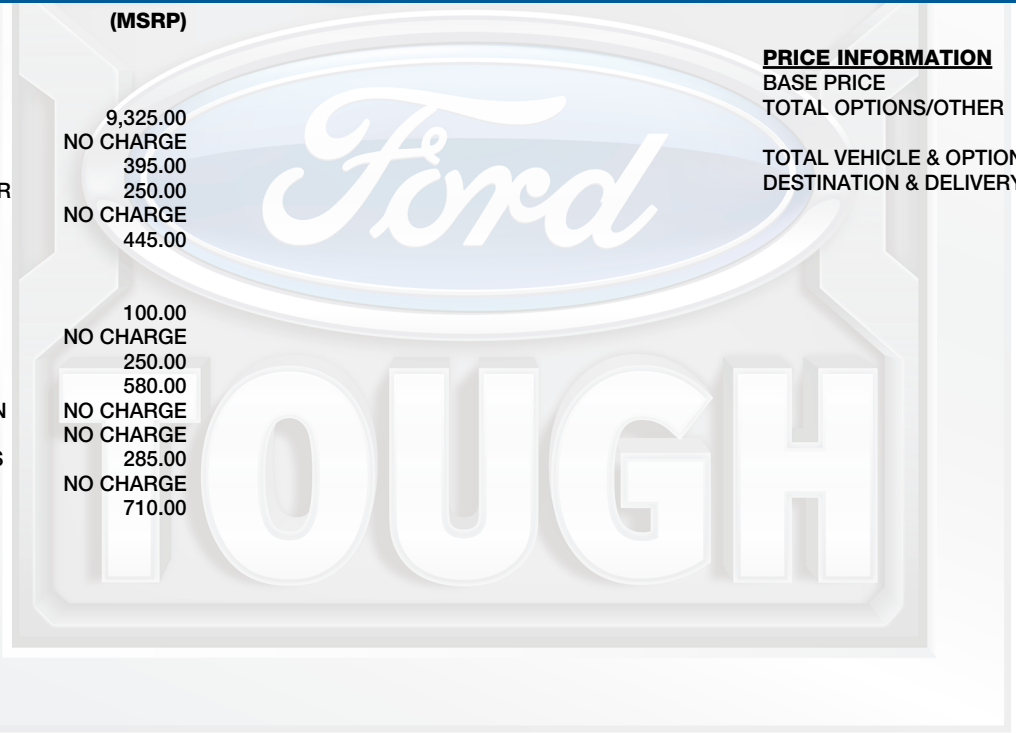 (MSRP)
9,325.00
NO CHARGE
395.00
R 250.00
NO CHARGE
445.00
100.00
NO CHARGE
250.00
580.00
N NO CHARGE
NO CHARGE
S 285.00
NO CHARGE
710.00
PRICE INFORMATION
BASE PRICE
TOTAL OPTIONS/OTHER
TOTAL VEHICLE & OPTION
DESTINATION & DELIVERY
Ford
TOUGH